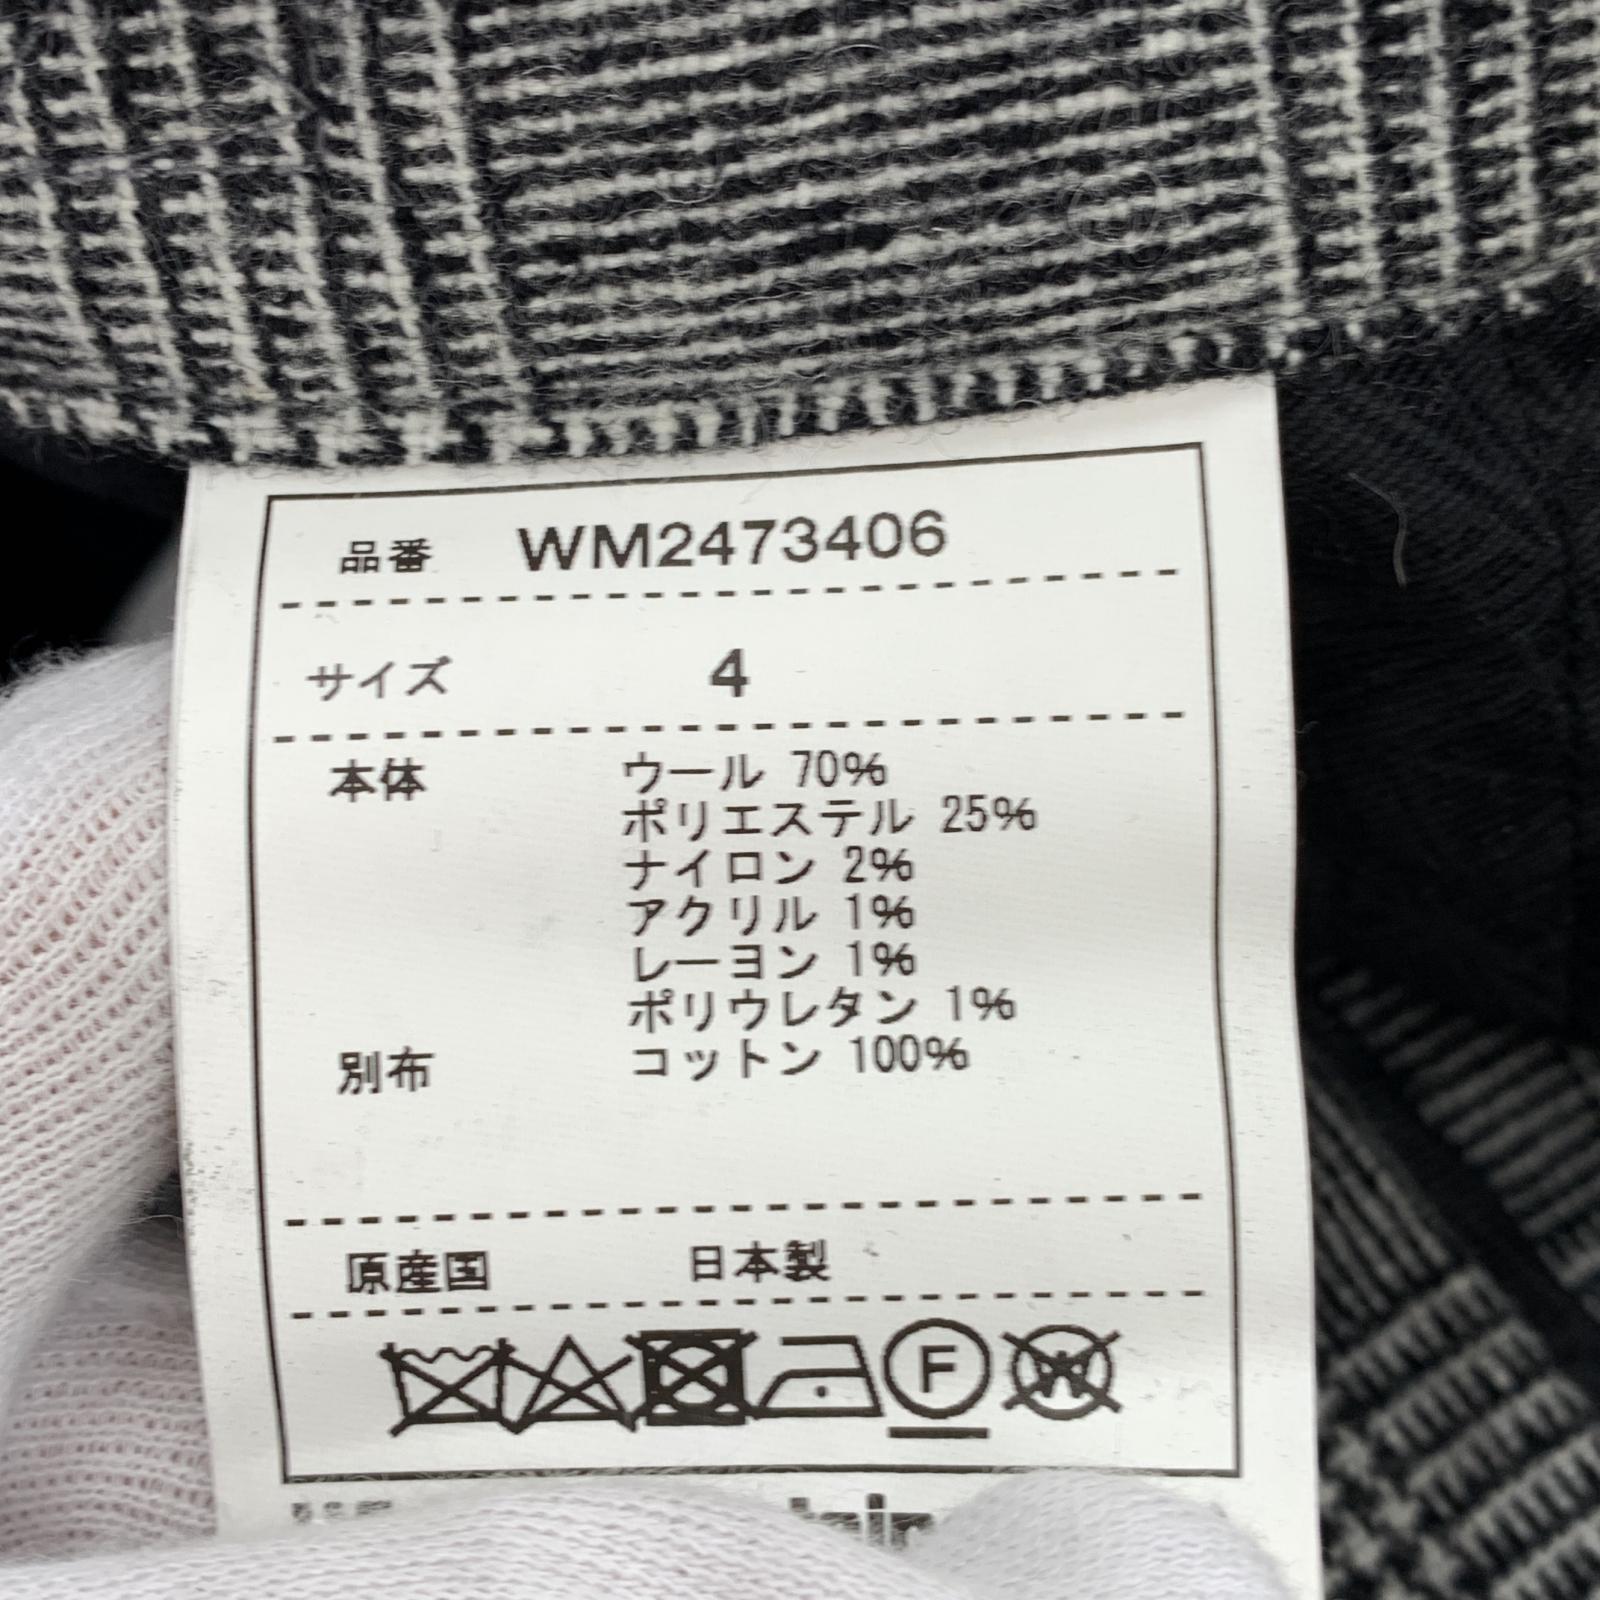 品番 WM2473406
サイズ 4
本体 ウール 70%
ポリエステル 25%
ナイロン 2%
アクリル 1%
レーヨン 1%
ポリウレタン 1%
別布 コットン 100%
原産国 日本製
F W